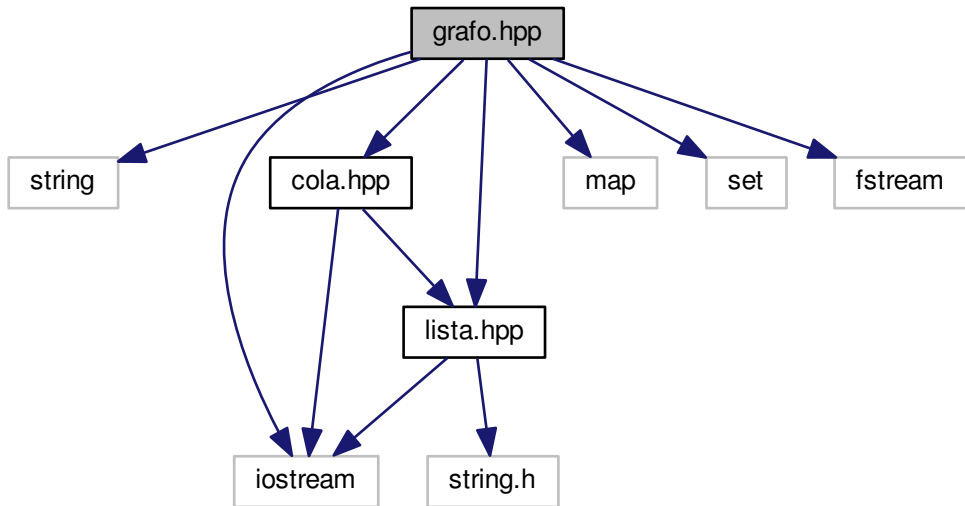 grafo.hpp
string
cola.hpp
map
set
fstream
lista.hpp
iostream
string.h